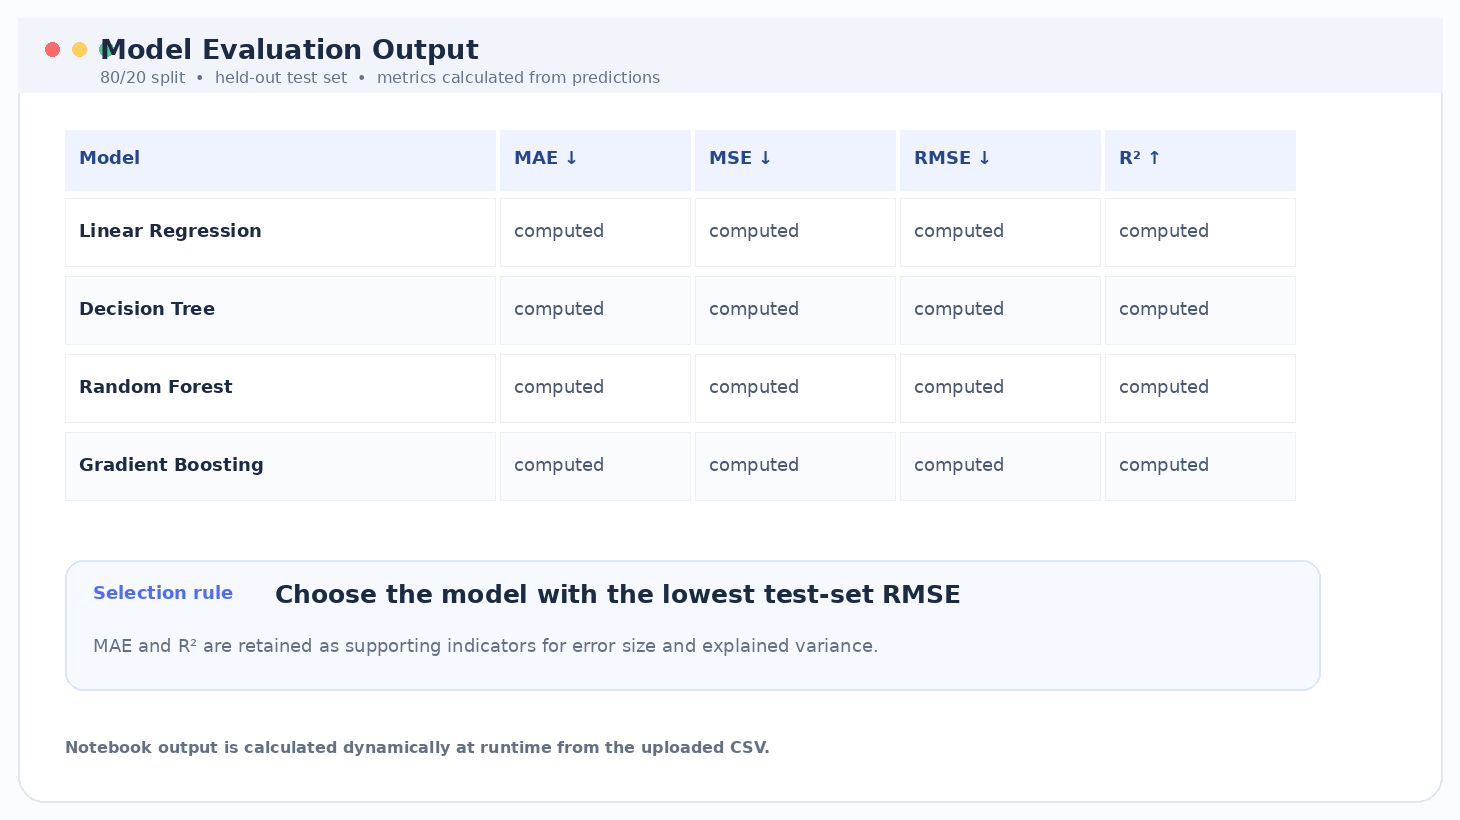 Model Evaluation Output
80/20 split • held-out test set • metrics calculated from predictions
Model MAE ↓ MSE ↓ RMSE ↓ R² ↑
Linear Regression computed computed computed computed
Decision Tree computed computed computed computed
Random Forest computed computed computed computed
Gradient Boosting computed computed computed computed
Selection rule Choose the model with the lowest test-set RMSE
MAE and R² are retained as supporting indicators for error size and explained variance.
Notebook output is calculated dynamically at runtime from the uploaded CSV.